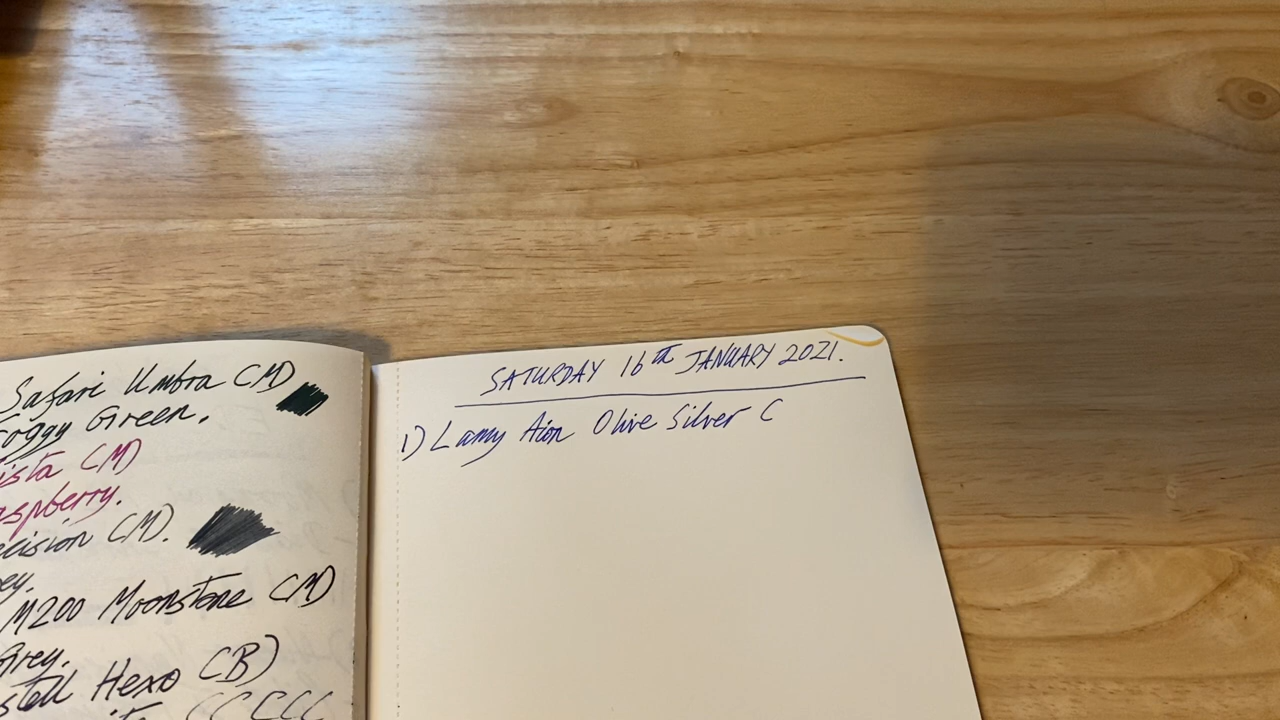 Safari Umbra (M)
Foggy Green.
ista (M)
aspberry.
ecision (M).
ey.
M200 Moonstone (M)
Grey.
stell Hexo (B)
SATURDAY 16th JANUARY 2021.
1) Lamy Aion Olive Silver (